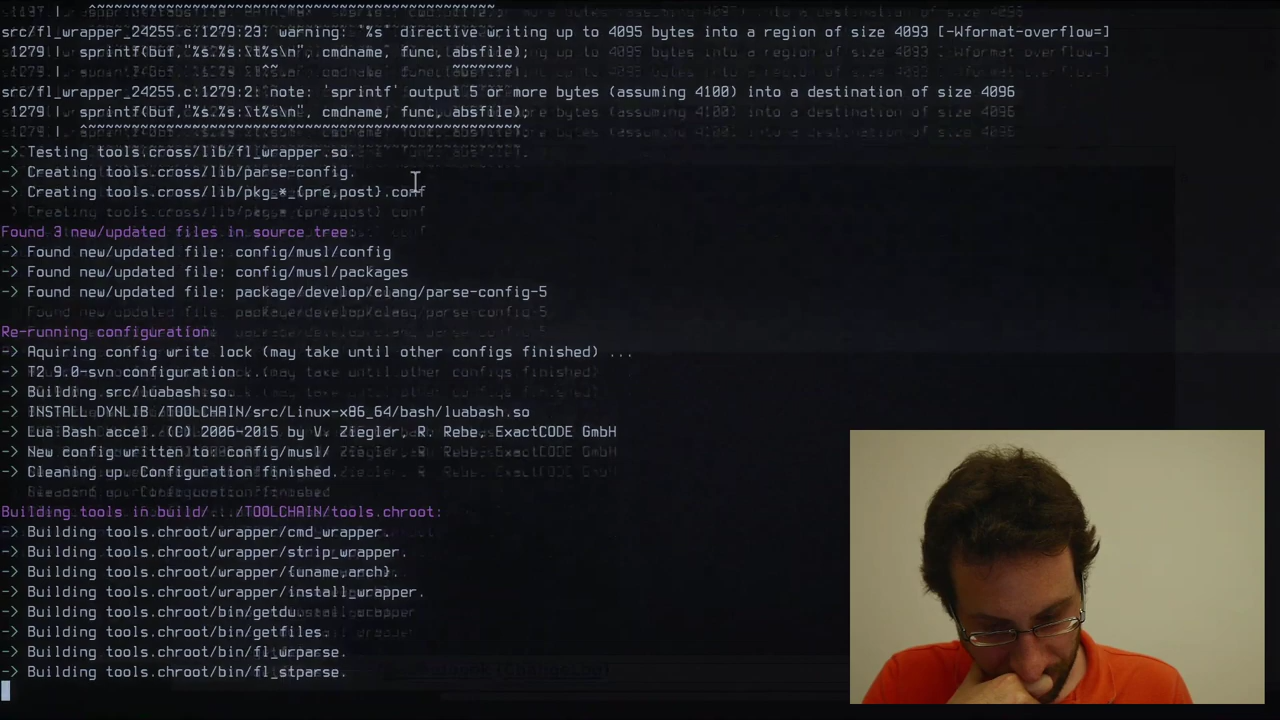 src/fl_wrapper_24255.c:1279:23: warning: '%s' directive writing up to 4095 bytes into a region of size 4093 [-Wformat-overflow=]
1279 | sprintf(buf,"%s.%s:\t%s\n", cmdname, func, absfile);
src/fl_wrapper_24255.c:1279:2: note: 'sprintf' output 5 or more bytes (assuming 4100) into a destination of size 4096
1279 | sprintf(buf,"%s.%s:\t%s\n", cmdname, func, absfile);
-> Testing tools.cross/lib/fl_wrapper.so.
-> Creating tools.cross/lib/parse-config.
-> Creating tools.cross/lib/pkg_*_{pre,post}.conf
Found 3 new/updated files in source tree:
-> Found new/updated file: config/musl/config
-> Found new/updated file: config/musl/packages
-> Found new/updated file: package/develop/clang/parse-config-5
Re-running configuration:
-> Aquiring config write lock (may take until other configs finished) ...
-> T2 9.0-svn configuration ...
-> Building src/luabash.so.
-> INSTALL DYNLIB /TOOLCHAIN/src/Linux-x86_64/bash/luabash.so
-> Lua Bash accel. (C) 2006-2015 by V. Ziegler, R. Rebe, ExactCODE GmbH
-> New config written to: config/musl/
-> Cleaning up. Configuration finished.
Building tools in build/.../TOOLCHAIN/tools.chroot:
-> Building tools.chroot/wrapper/cmd_wrapper.
-> Building tools.chroot/wrapper/strip_wrapper.
-> Building tools.chroot/wrapper/{uname,arch}.
-> Building tools.chroot/wrapper/install_wrapper.
-> Building tools.chroot/bin/getdu.
-> Building tools.chroot/bin/getfiles.
-> Building tools.chroot/bin/fl_wrparse.
-> Building tools.chroot/bin/fl_stparse.